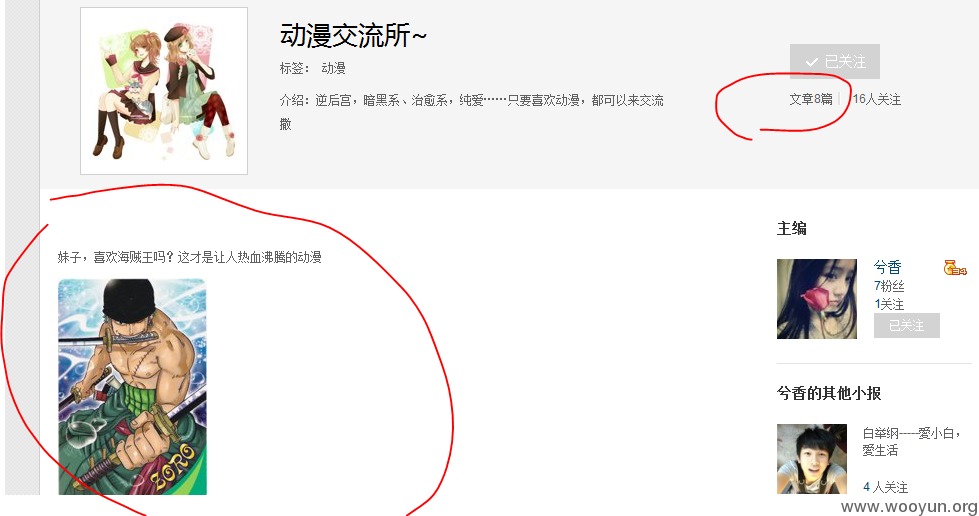 动漫交流所~
标签： 动漫
介绍：逆后宫，暗黑系、治愈系，纯爱……只要喜欢动漫，都可以来交流
撒
已关注
文章8篇 16人关注
妹子，喜欢海贼王吗？这才是让人热血沸腾的动漫
ZORO
主编
兮香
34
7粉丝
1关注
已关注
兮香的其他小报
白举纲-----愛小白，
愛生活
4 人关注
www.wooyun.org